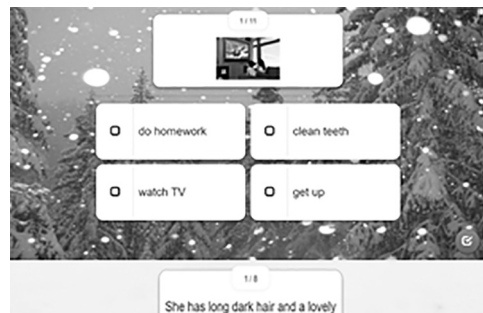 1/11
do homework
clean teeth
watch TV
get up
1/8
She has long dark hair and a lovely